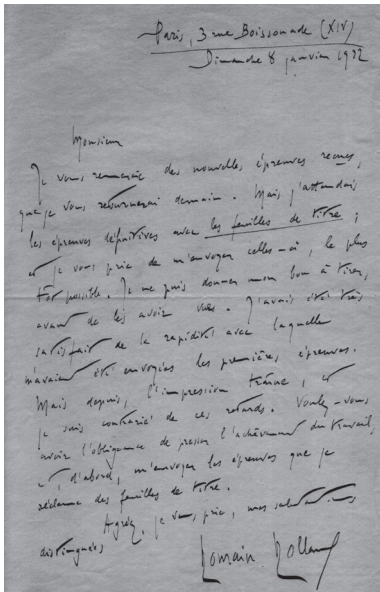 Paris, 3 rue Boissonade (XIV)
Dimanche 8 janvier 1922
Monsieur
Je vous remercie des nouvelles épreuves reçues,
que je vous retournerai demain. Mais j'attendais
les épreuves définitives avec les feuilles de titre ;
et je vous prie de m'envoyer celles-ci, le plus
tôt possible. Je ne puis donner mon bon à tirer,
avant de les avoir vues. J'avais été très
satisfait de la rapidité avec laquelle
m'avaient été envoyées les premières épreuves.
Mais depuis, l'impression traîne, et
je suis contrarié de ces retards. Voulez-vous
avoir l'obligeance de presser l'achèvement du travail,
et, d'abord, m'envoyer les épreuves que je
réclame des feuilles de titre.
Agréez, je vous prie, mes salutations
distinguées
Romain Rolland